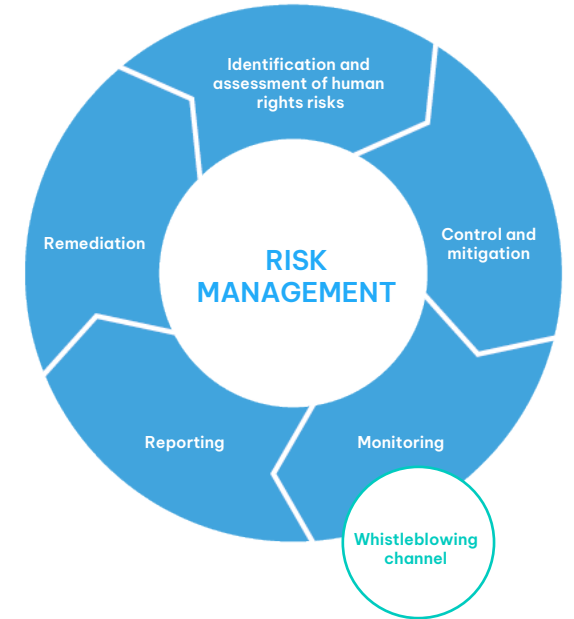 Identification and
assessment of human
rights risks
Control and
mitigation
Remediation
RISK
MANAGEMENT
Reporting
Monitoring
Whistleblowing
channel